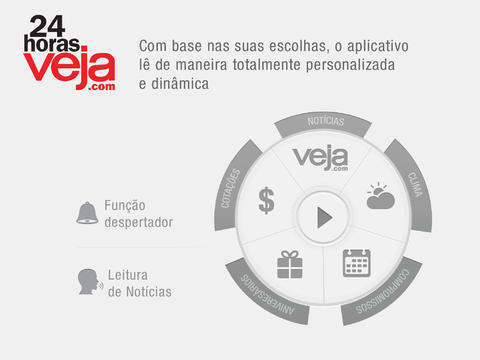 24
horas
veja
.com
Com base nas suas escolhas, o aplicativo
lê de maneira totalmente personalizada
e dinâmica
NOTÍCIAS
veja
.com
COTAÇÕES
CLIMA
$
Função
despertador
Leitura
de Notícias
ANIVERSÁRIOS
COMPROMISSOS